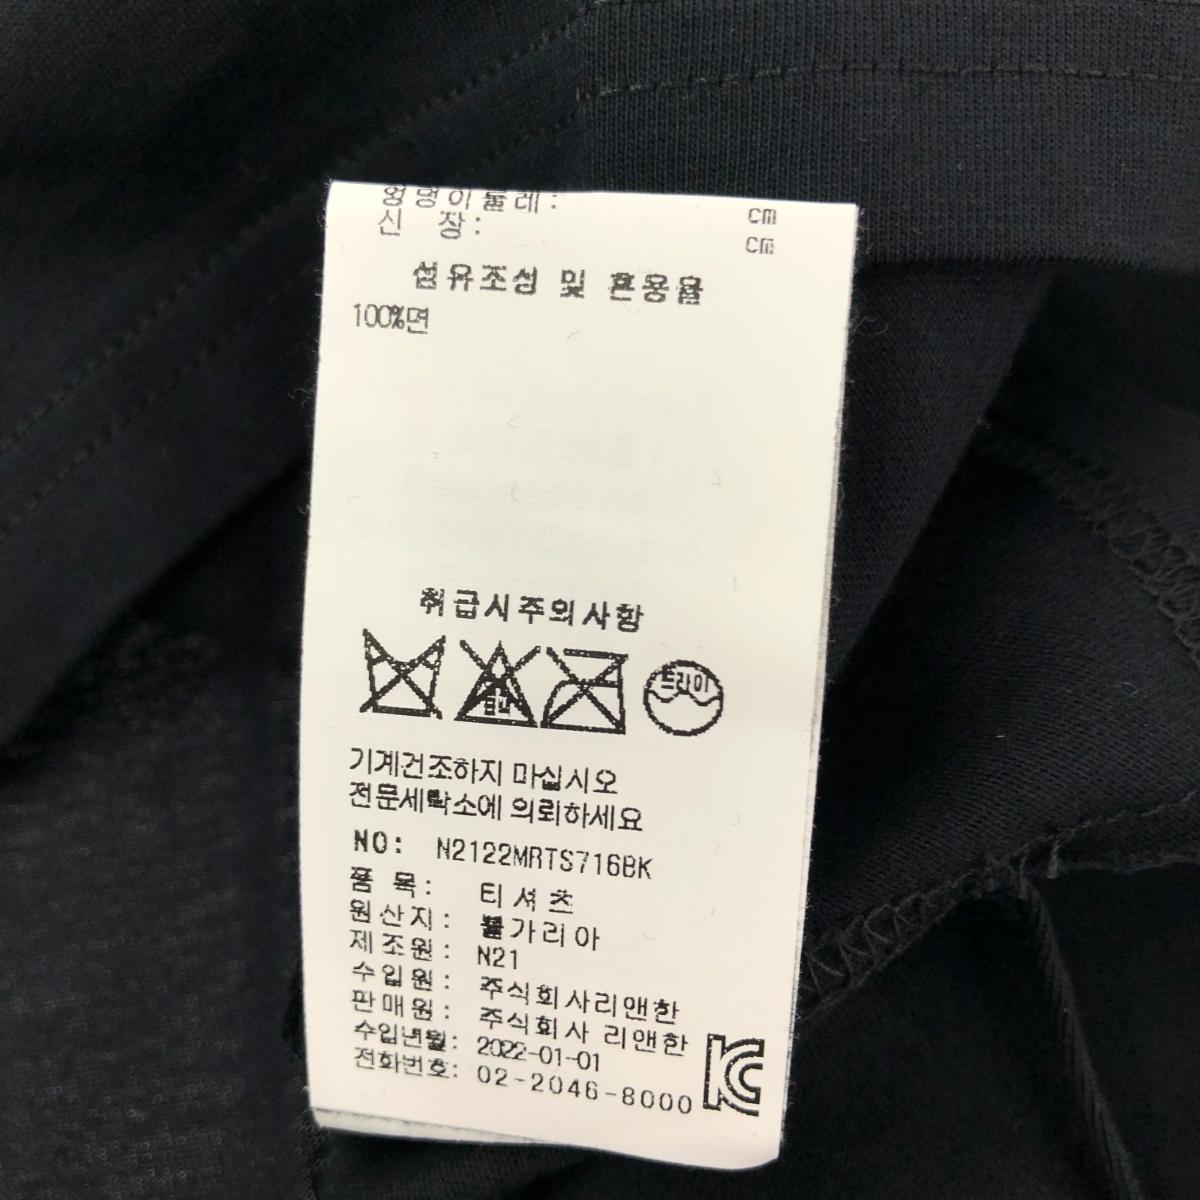 엉덩이둘레: cm
신 장: cm
섬유조성 및 혼용율
100%면
취급시주의사항
드라이
기계건조하지 마십시오
전문세탁소에 의뢰하세요
NO: N2122MRTS716BK
품 목: 티셔츠
원산지: 불가리아
제조원: N21
수입원: 주식회사리앤한
판매원: 주식회사 리앤한
수입년월: 2022-01-01
전화번호: 02-2046-8000